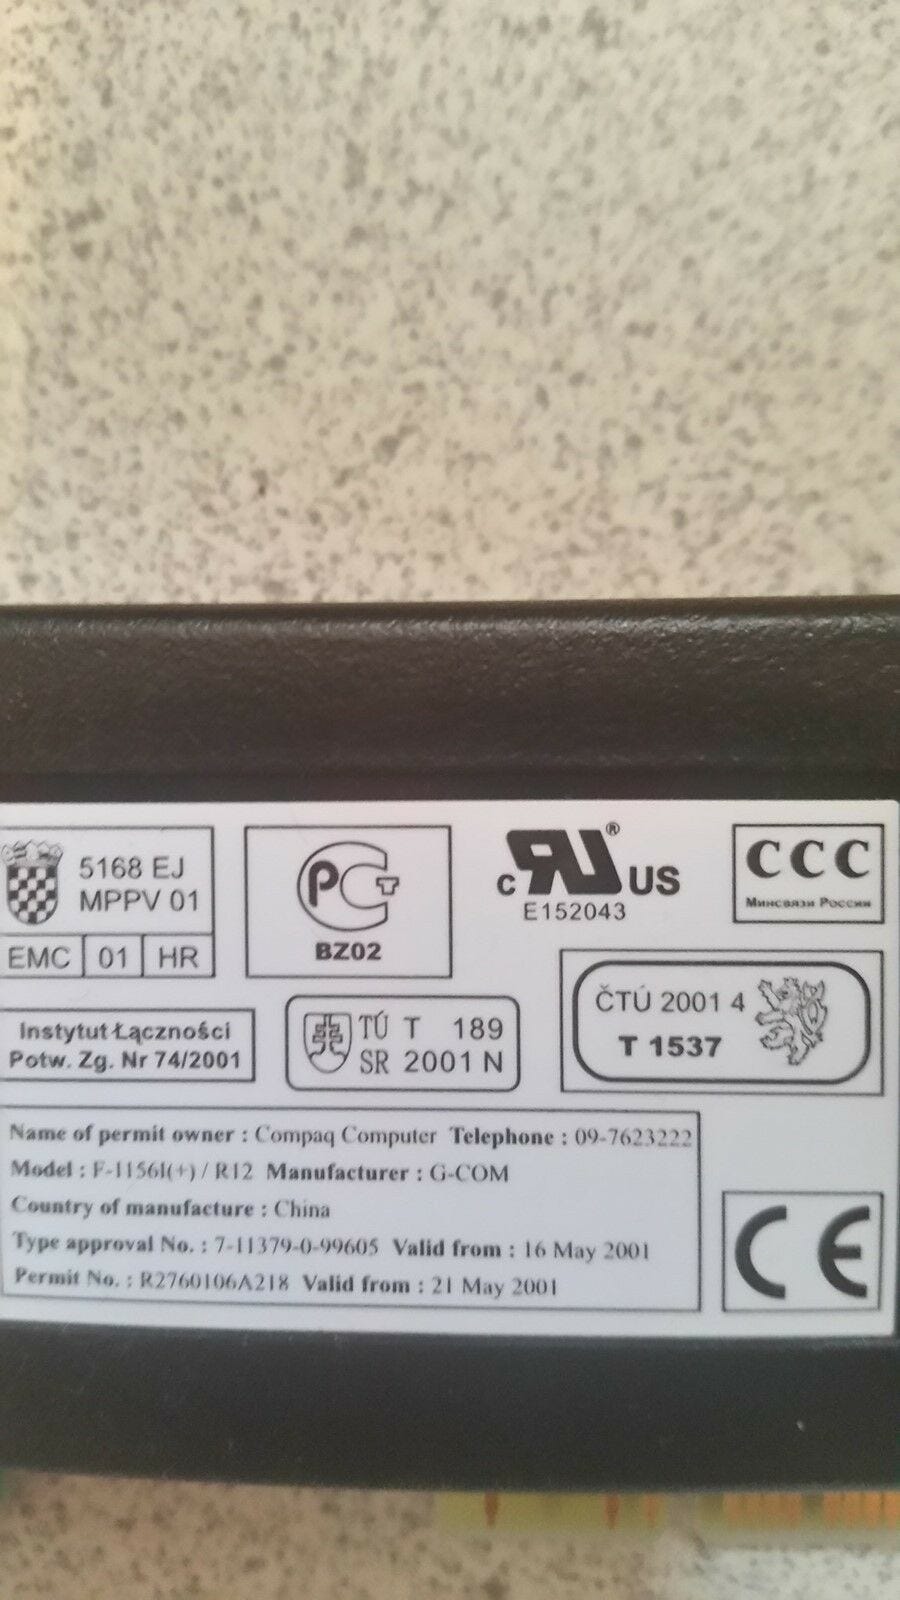 5168 EJ
MPPV 01
EMC 01 HR
РСТ
BZ02
c RU ® US
E152043
CCC
Минсвязи России
Instytut Łączności
Potw. Zg. Nr 74/2001
TÚ T 189
SR 2001 N
ČTÚ 2001 4
T 1537
Name of permit owner : Compaq Computer Telephone : 09-7623222
Model : F-1156I(+) / R12 Manufacturer : G-COM
Country of manufacture : China
Type approval No. : 7-11379-0-99605 Valid from : 16 May 2001
Permit No. : R2760106A218 Valid from : 21 May 2001
CE